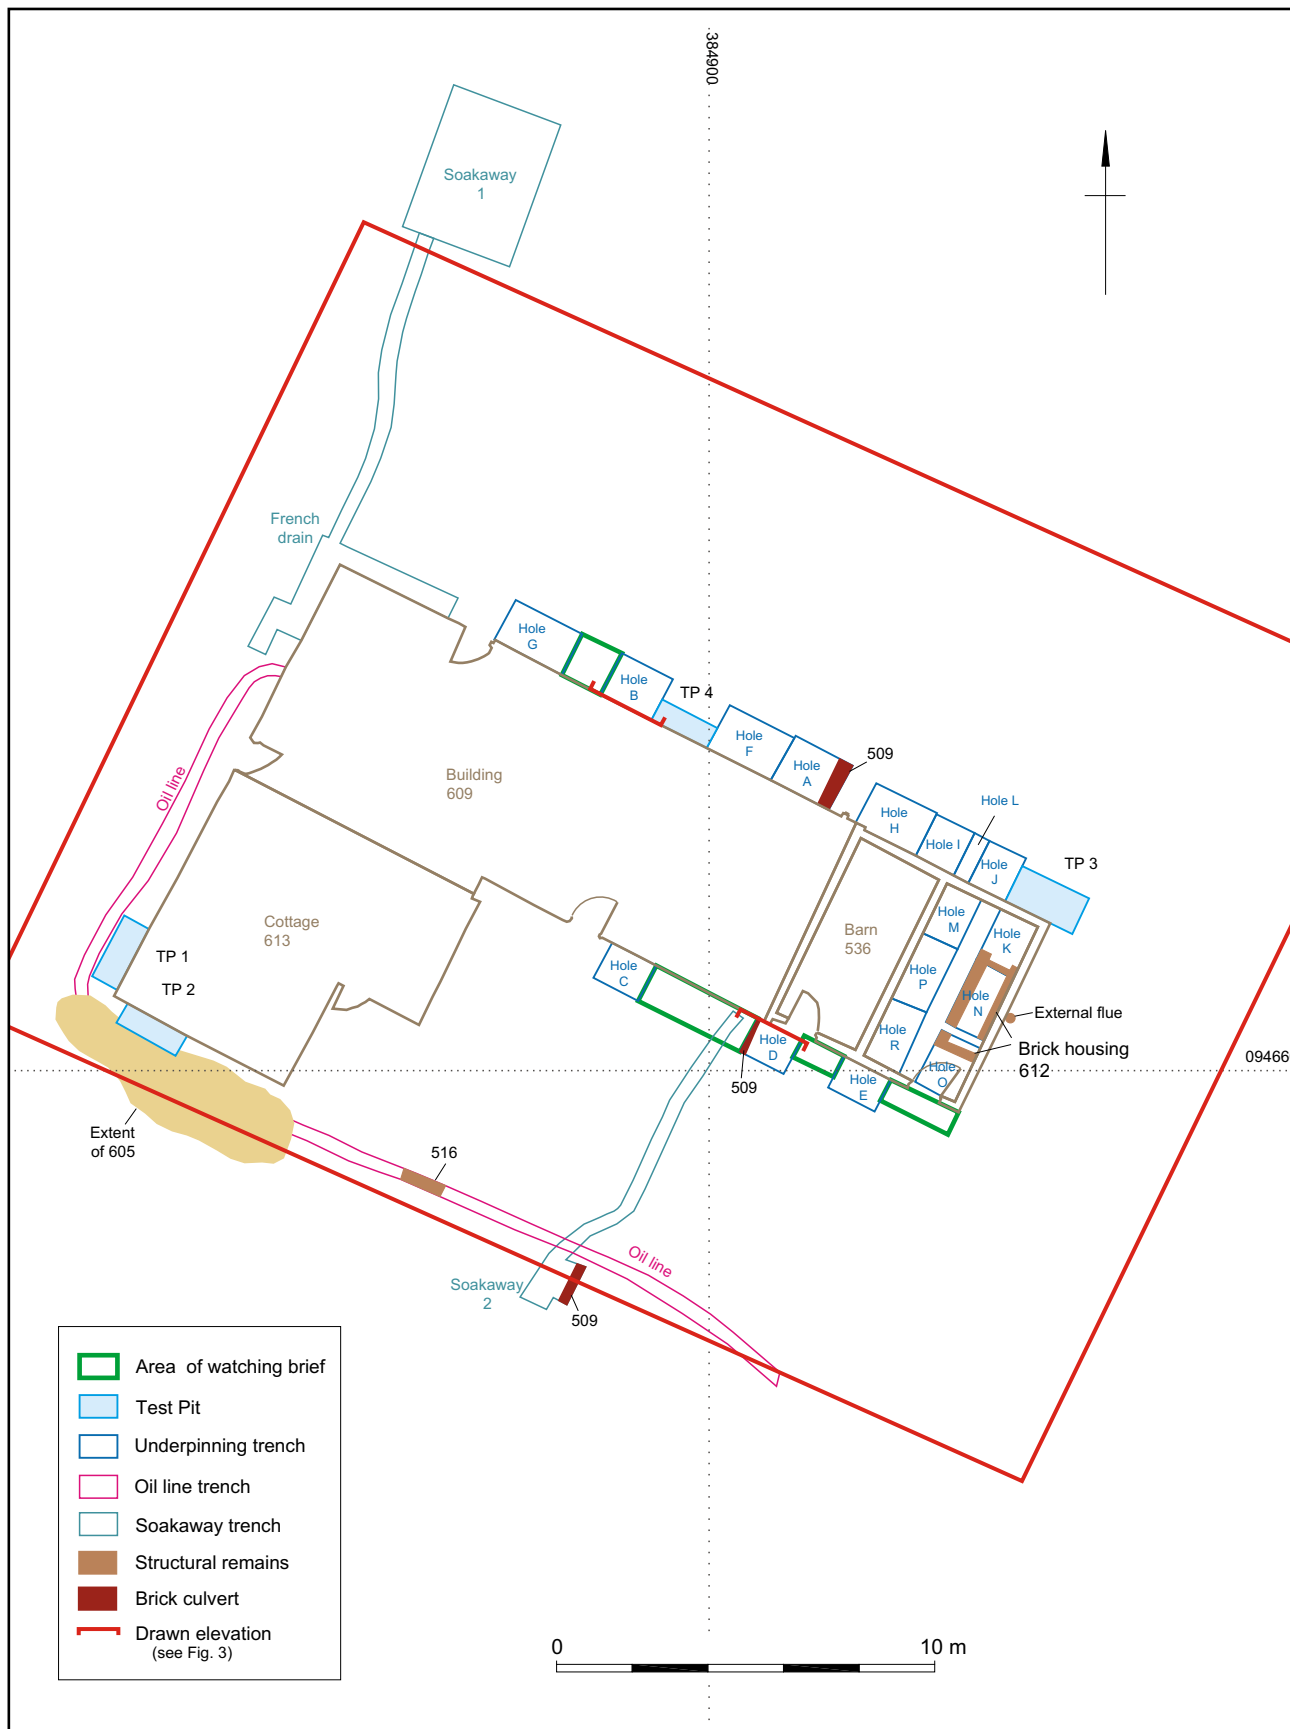 384900
Soakaway
1
French
drain
Hole
G
Hole
B
TP 4
Hole
F
Hole
A
509
Hole
H
Hole I
Hole L
Hole
J
TP 3
Oil line
Building
609
Cottage
613
Barn
536
Hole
M
Hole
K
Hole
P
Hole
N
Hole
R
Hole
O
External flue
Brick housing
612
TP 1
TP 2
Hole
C
Hole
D
Hole
E
509
09466
Extent
of 605
516
Oil line
Soakaway
2
509
Area of watching brief
Test Pit
Underpinning trench
Oil line trench
Soakaway trench
Structural remains
Brick culvert
Drawn elevation
(see Fig. 3)
0
10 m